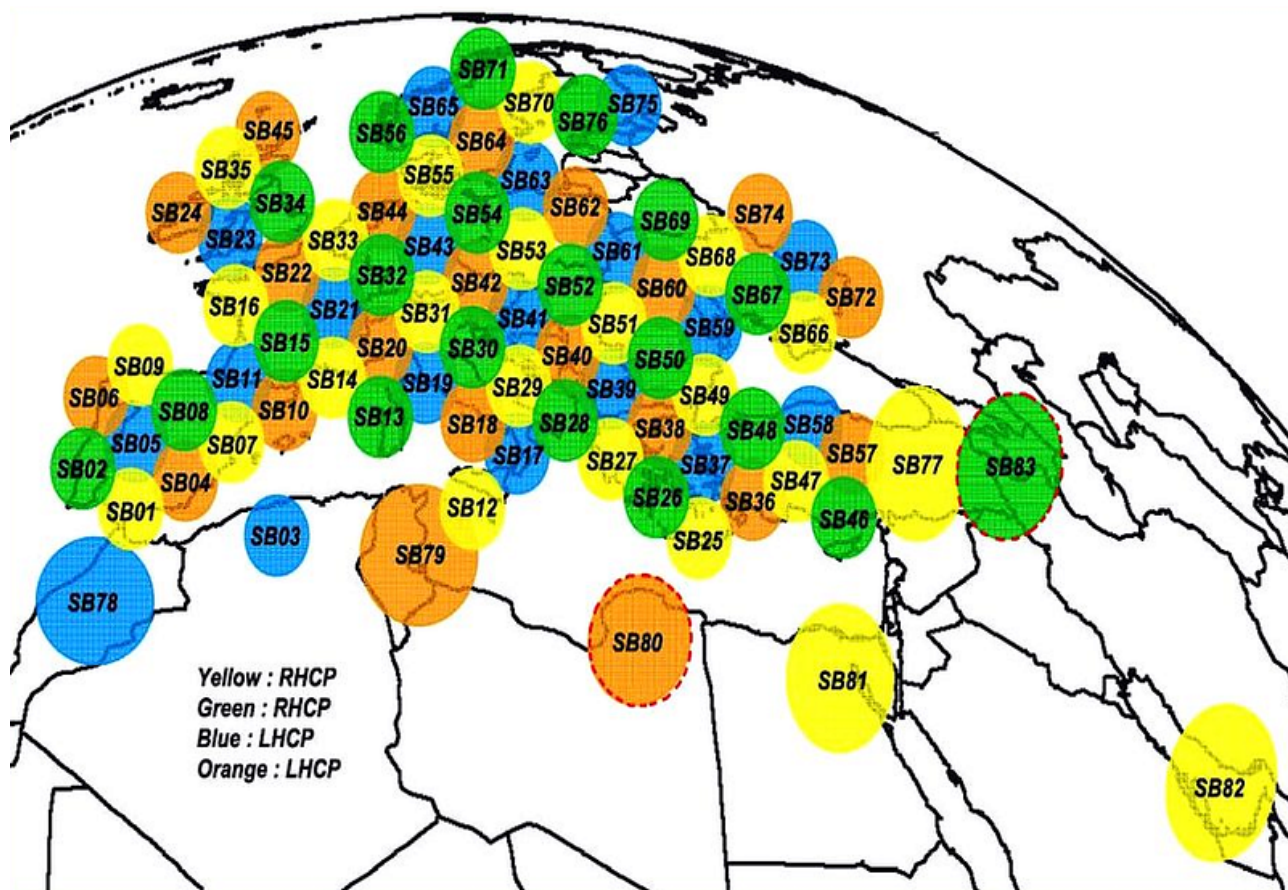 SB71
SB65
SB70
SB75
SB56
SB76
SB45
SB64
SB35
SB55
SB63
SB34
SB24
SB44
SB54
SB62
SB69
SB74
SB23
SB33
SB43
SB53
SB61
SB68
SB73
SB22
SB32
SB42
SB52
SB60
SB67
SB72
SB16
SB21
SB31
SB41
SB51
SB59
SB66
SB15
SB20
SB30
SB40
SB50
SB09
SB11
SB14
SB19
SB29
SB39
SB49
SB06
SB08
SB10
SB13
SB18
SB28
SB38
SB48
SB58
SB05
SB07
SB17
SB27
SB37
SB47
SB57
SB77
SB83
SB02
SB04
SB01
SB12
SB26
SB36
SB46
SB03
SB25
SB79
SB78
SB80
SB81
SB82
Yellow : RHCP
Green : RHCP
Blue : LHCP
Orange : LHCP